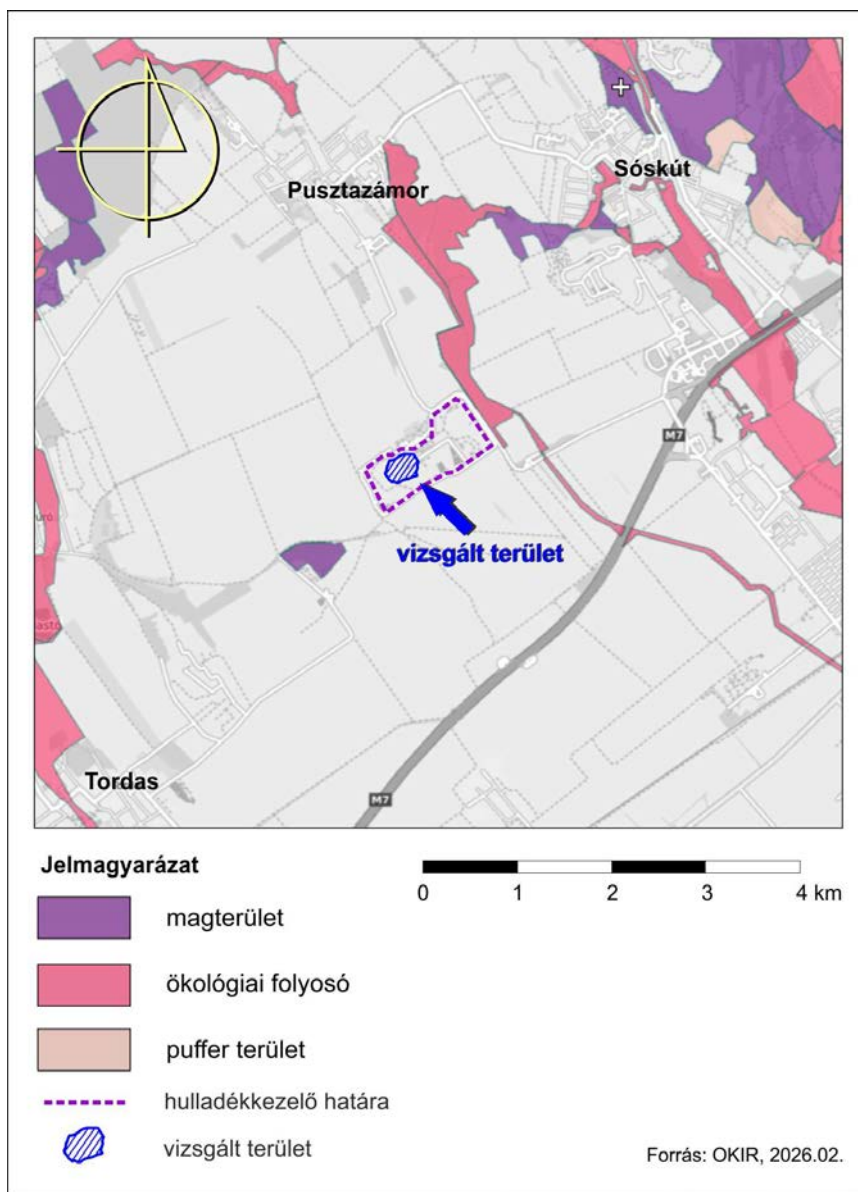 Sóskút
Pusztazámor
M7
vizsgált terület
Tordas
M7
Jelmagyarázat
0 1 2 3 4 km
magterület
ökológiai folyosó
puffer terület
hulladékkezelő határa
vizsgált terület
Forrás: OKIR, 2026.02.